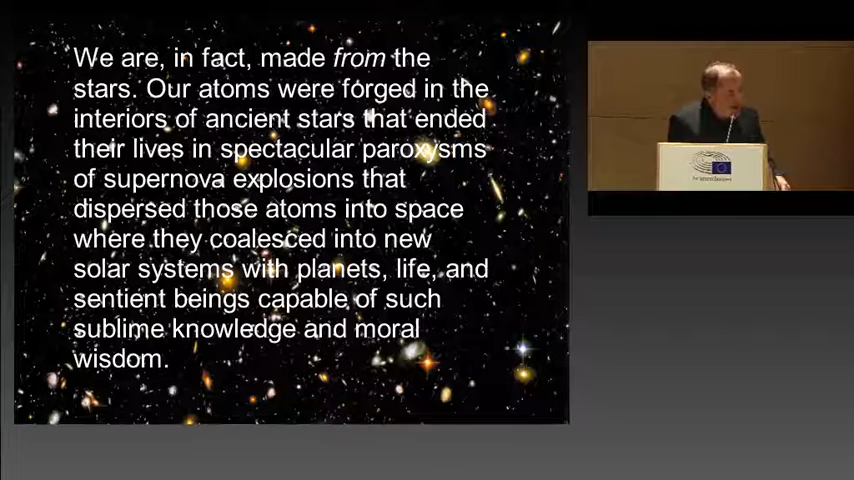 We are, in fact, made from the
stars. Our atoms were forged in the
interiors of ancient stars that ended
their lives in spectacular paroxysms
of supernova explosions that
dispersed those atoms into space
where they coalesced into new
solar systems with planets, life, and
sentient beings capable of such
sublime knowledge and moral
wisdom.